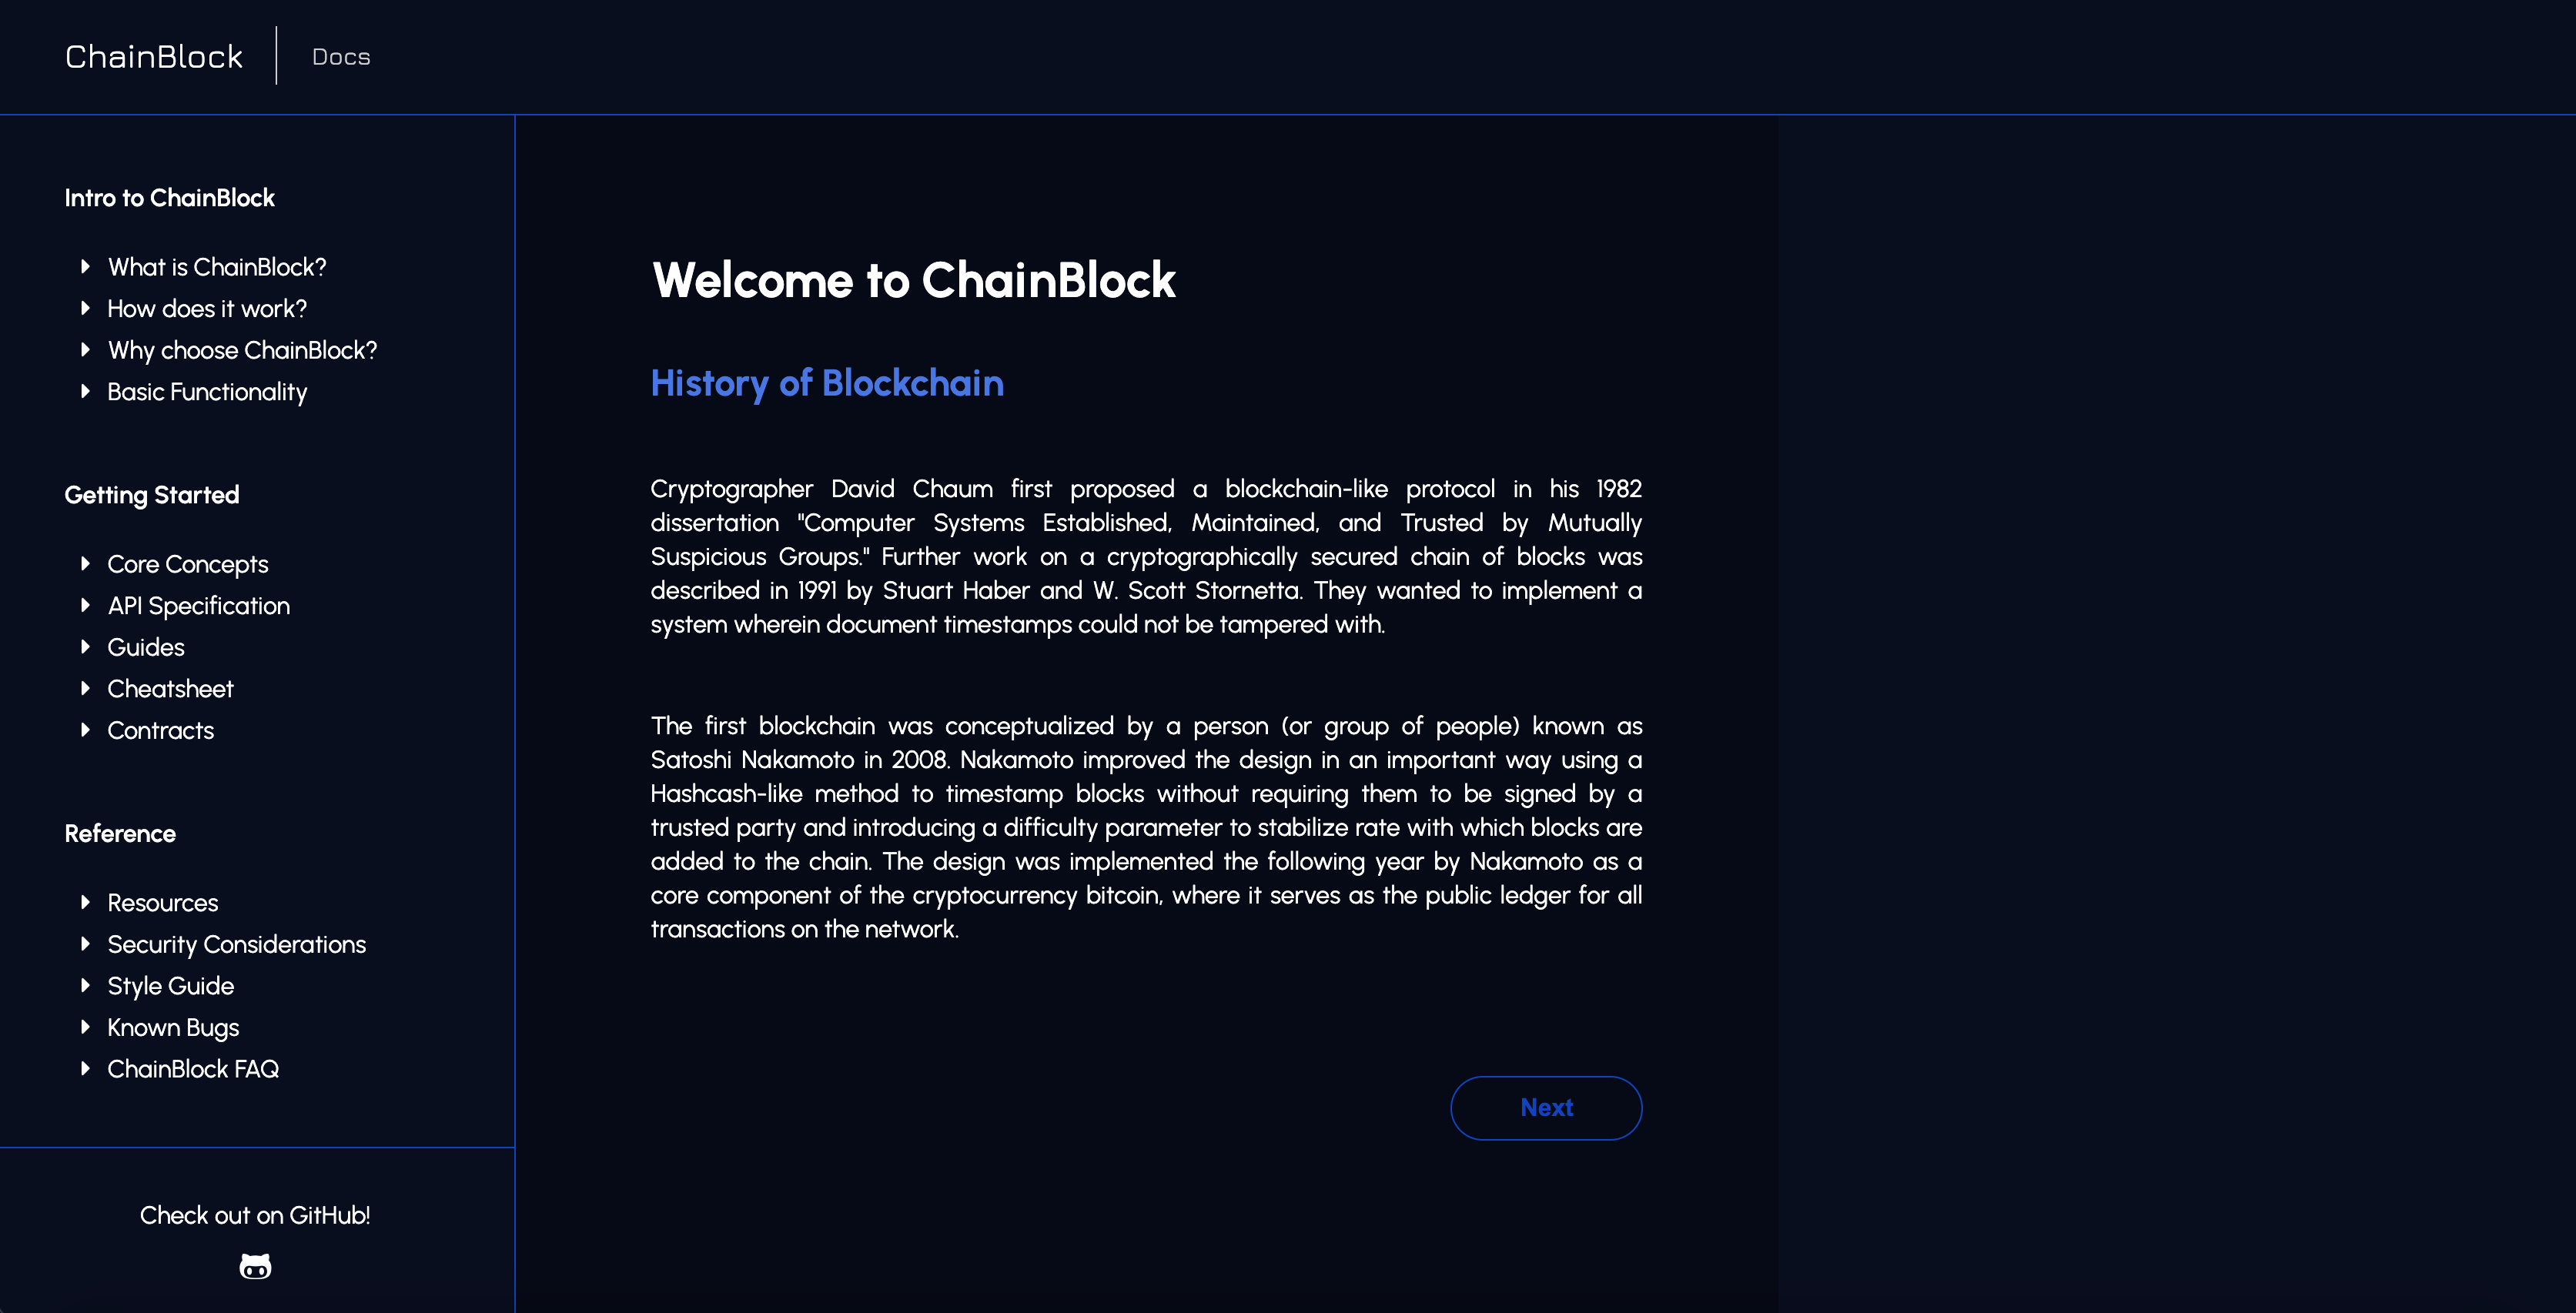 ChainBlock
Docs
Intro to ChainBlock
What is ChainBlock?
How does it work?
Why choose ChainBlock?
Basic Functionality
Getting Started
Core Concepts
API Specification
Guides
Cheatsheet
Contracts
Reference
Resources
Security Considerations
Style Guide
Known Bugs
ChainBlock FAQ
Check out on GitHub!
Welcome to ChainBlock
History of Blockchain
Cryptographer David Chaum first proposed a blockchain-like protocol in his 1982
dissertation "Computer Systems Established, Maintained, and Trusted by Mutually
Suspicious Groups." Further work on a cryptographically secured chain of blocks was
described in 1991 by Stuart Haber and W. Scott Stornetta. They wanted to implement a
system wherein document timestamps could not be tampered with.
The first blockchain was conceptualized by a person (or group of people) known as
Satoshi Nakamoto in 2008. Nakamoto improved the design in an important way using a
Hashcash-like method to timestamp blocks without requiring them to be signed by a
trusted party and introducing a difficulty parameter to stabilize rate with which blocks are
added to the chain. The design was implemented the following year by Nakamoto as a
core component of the cryptocurrency bitcoin, where it serves as the public ledger for all
transactions on the network.
Next